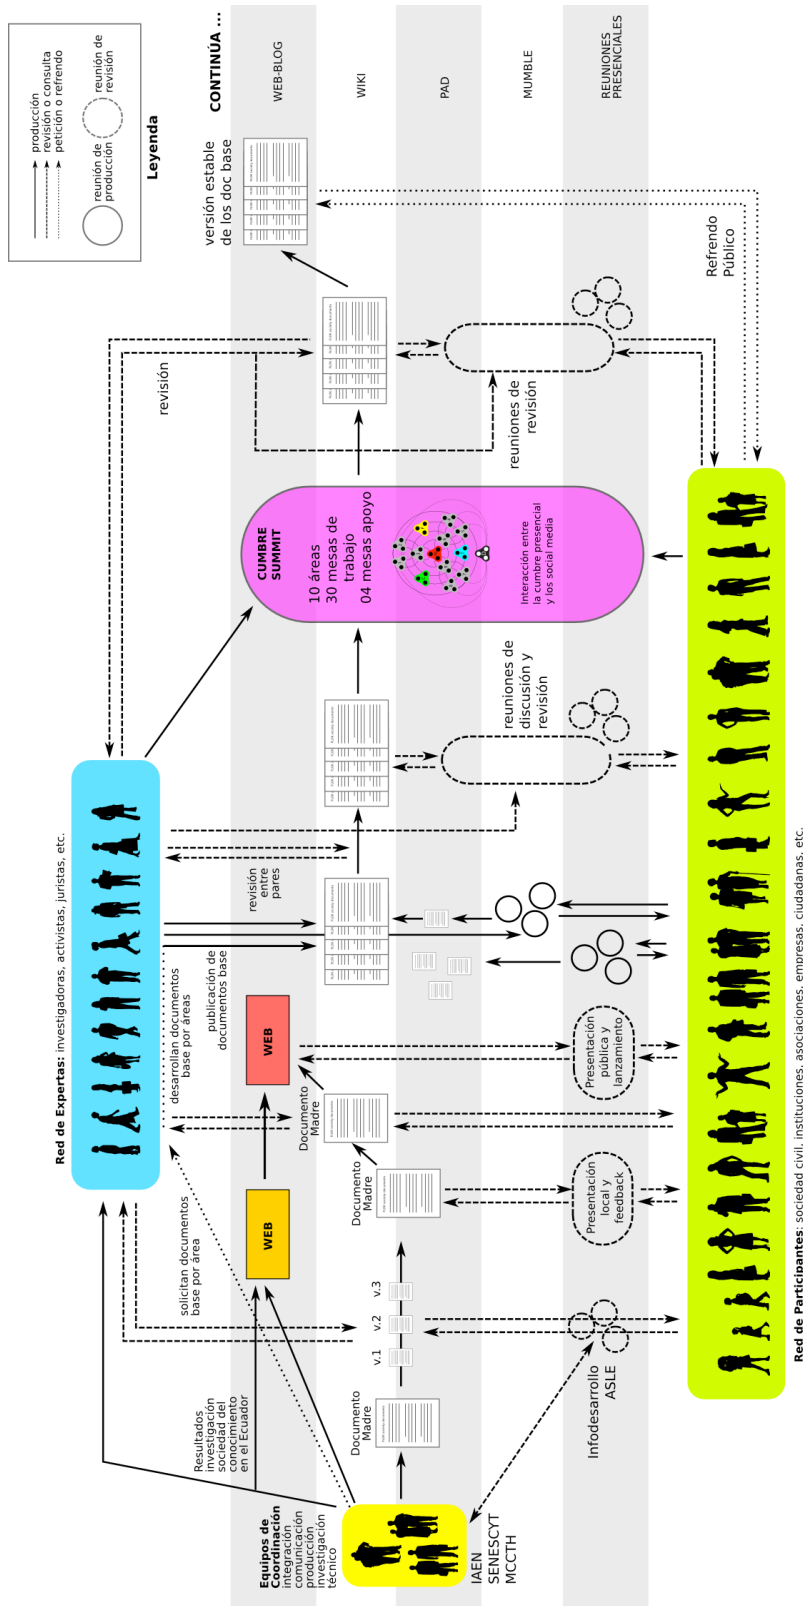 producción
revisión o consulta
petición o refrendo
reunión de
producción
reunión de
revisión
Leyenda
CONTINÚA ...
WEB-BLOG
WIKI
PAD
MUMBLE
REUNIONES
PRESENCIALES
Equipos de
Coordinación
integración
comunicación
producción
investigación
técnico
IAEN
SENESCYT
MCCTH
Resultados
investigación
sociedad del
conocimiento
en el Ecuador
solicitan documentos
base por área
Documento
Madre
v.1
v.2
v.3
Infodesarrollo
ASLE
WEB
Documento
Madre
Presentación
local y
feedback
Documento
Madre
WEB
Presentación
pública y
lanzamiento
Red de Expertas: investigadoras, activistas, juristas, etc.
desarrollan documentos
base por áreas
publicación de
documentos base
revisión
entre
pares
reuniones de
discusión y
revisión
CUMBRE
SUMMIT
10 áreas
30 mesas de
trabajo
04 mesas apoyo
Interacción entre
la cumbre presencial
y los social media
revisión
reuniones de
revisión
versión estable
de los doc base
Refrendo
Público
Red de Participantes: sociedad civil, instituciones, asociaciones, empresas, ciudadanas, etc.